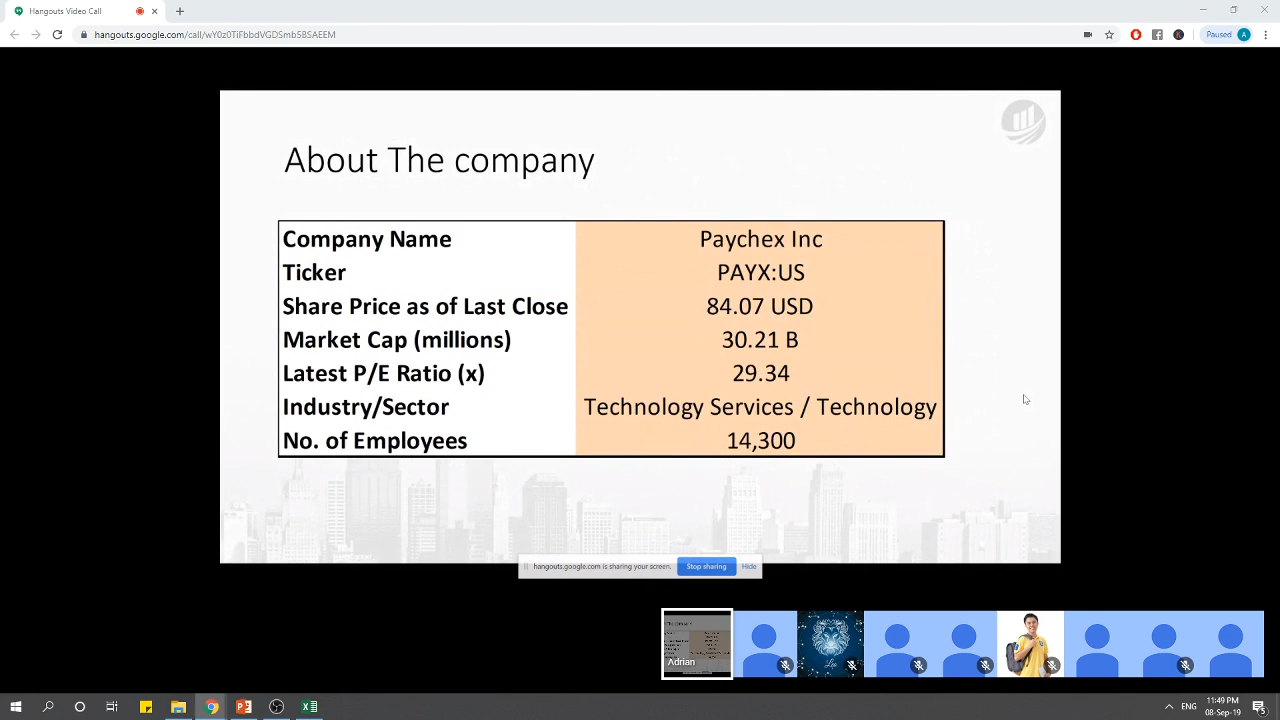 Hangouts Video Call
hangouts.google.com/call/wY0z0TiFbbdVGDSmb5BSAEEM
Paused
A
About The company
Company Name Paychex Inc
Ticker PAYX:US
Share Price as of Last Close 84.07 USD
Market Cap (millions) 30.21 B
Latest P/E Ratio (x) 29.34
Industry/Sector Technology Services / Technology
No. of Employees 14,300
hangouts.google.com is sharing your screen. Stop sharing Hide
Adrian
ENG
11:49 PM
08-Sep-19